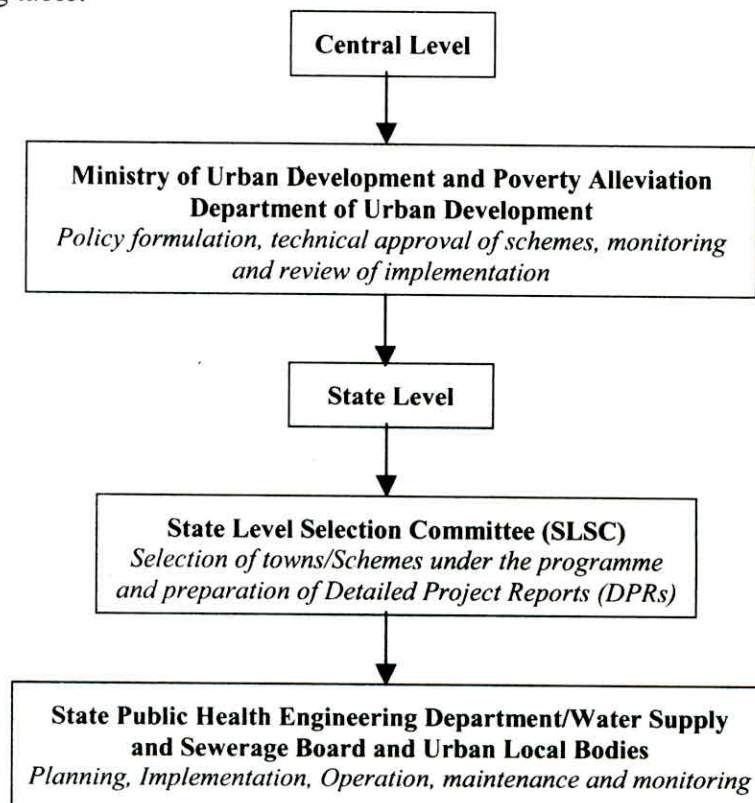 Central Level
Ministry of Urban Development and Poverty Alleviation
Department of Urban Development
Policy formulation, technical approval of schemes, monitoring
and review of implementation
State Level
State Level Selection Committee (SLSC)
Selection of towns/Schemes under the programme
and preparation of Detailed Project Reports (DPRs)
State Public Health Engineering Department/Water Supply
and Sewerage Board and Urban Local Bodies
Planning, Implementation, Operation, maintenance and monitoring